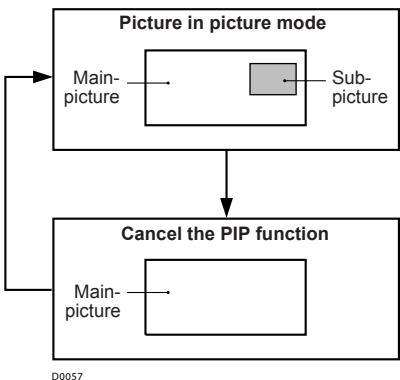 Picture in picture mode
Main-
picture
Sub-
picture
Cancel the PIP function
Main-
picture
D0057